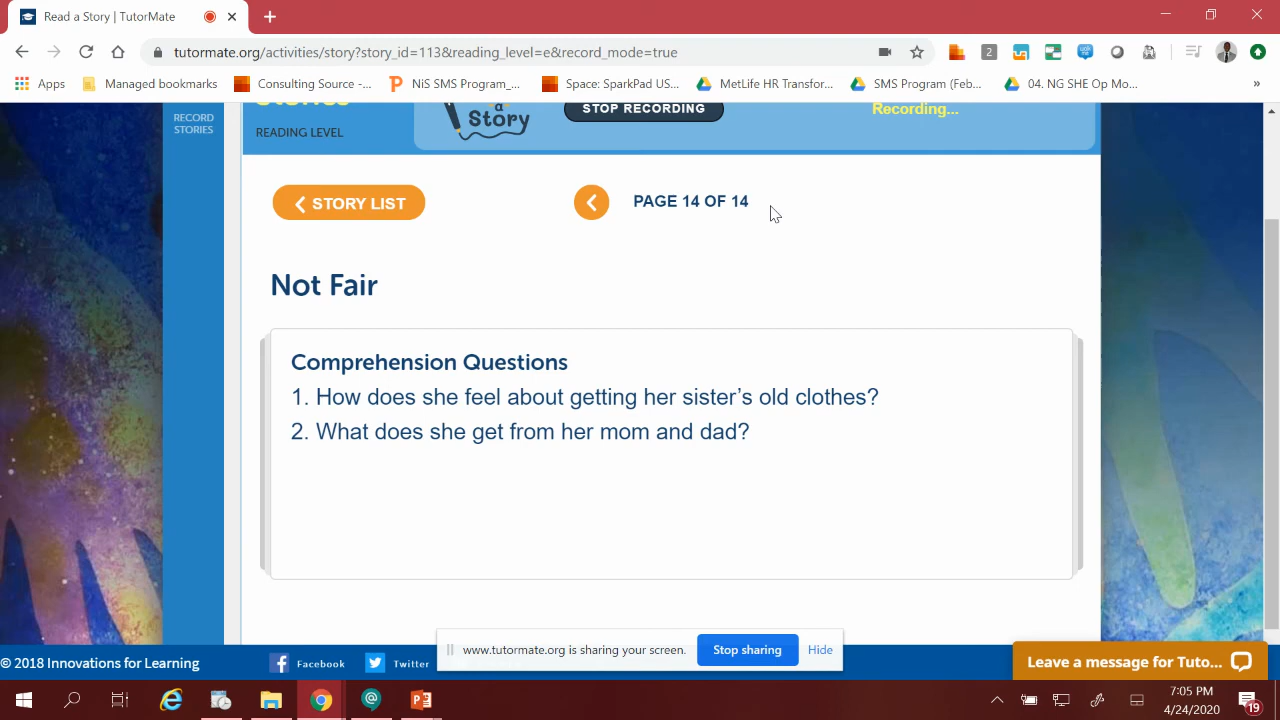 Read a Story | TutorMate
tutormate.org/activities/story?story_id=113&reading_level=e&record_mode=true
2
Apps
Managed bookmarks
Consulting Source -...
NiS SMS Program_...
Space: SparkPad US...
MetLife HR Transfor...
SMS Program (Feb...
04. NG SHE Op Mo...
»
RECORD
STORIES
Stories
READING LEVEL
a
Story
STOP RECORDING
Recording...
STORY LIST
PAGE 14 OF 14
Not Fair
Comprehension Questions
1. How does she feel about getting her sister's old clothes?
2. What does she get from her mom and dad?
www.tutormate.org is sharing your screen.
Stop sharing
Hide
© 2018 Innovations for Learning
Facebook
Twitter
Leave a message for Tuto...
7:05 PM
4/24/2020
19